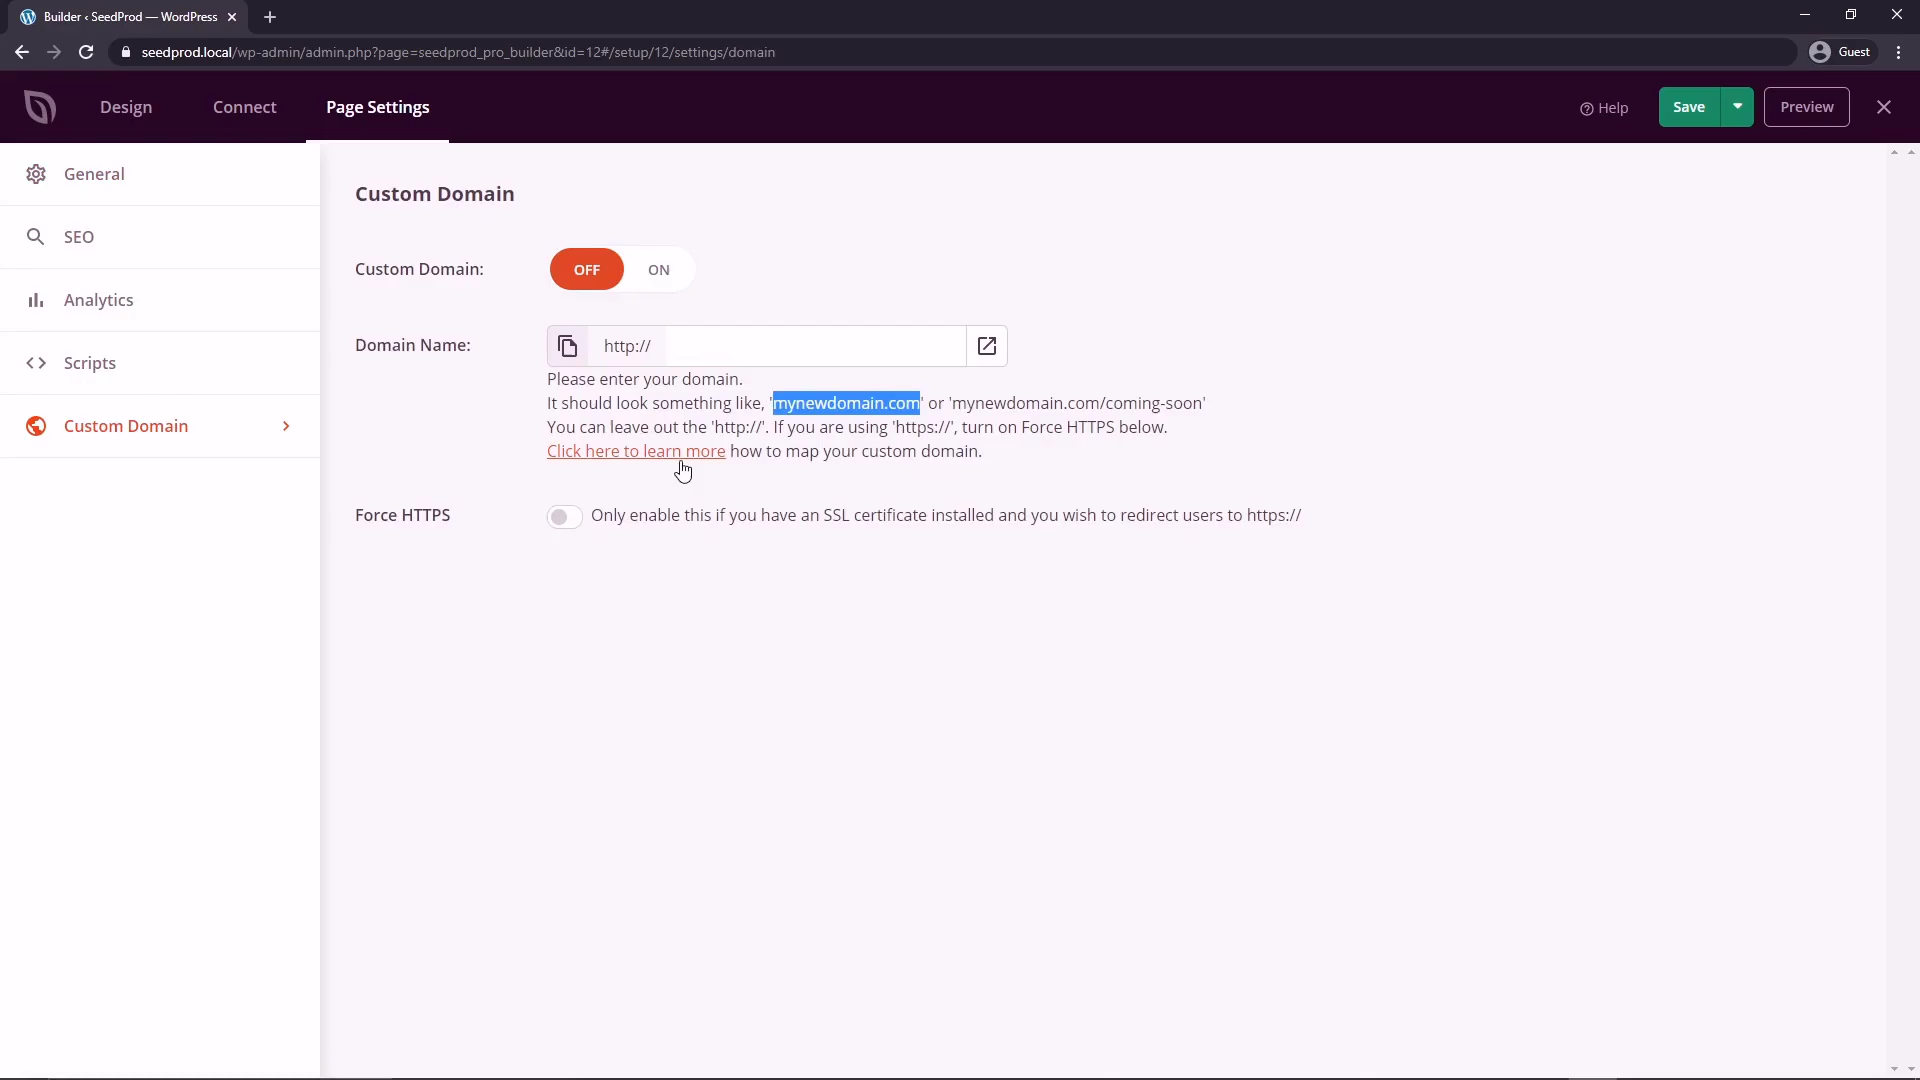 Builder ‹ SeedProd — WordPress
seedprod.local/wp-admin/admin.php?page=seedprod_pro_builder&id=12#/setup/12/settings/domain
Guest
Design
Connect
Page Settings
Help
Save
Preview
General
SEO
Analytics
Scripts
Custom Domain
Custom Domain
Custom Domain:
OFF
ON
Domain Name:
http://
Please enter your domain.
It should look something like, 'mynewdomain.com' or 'mynewdomain.com/coming-soon'
You can leave out the 'http://'. If you are using 'https://', turn on Force HTTPS below.
Click here to learn more how to map your custom domain.
Force HTTPS
Only enable this if you have an SSL certificate installed and you wish to redirect users to https://